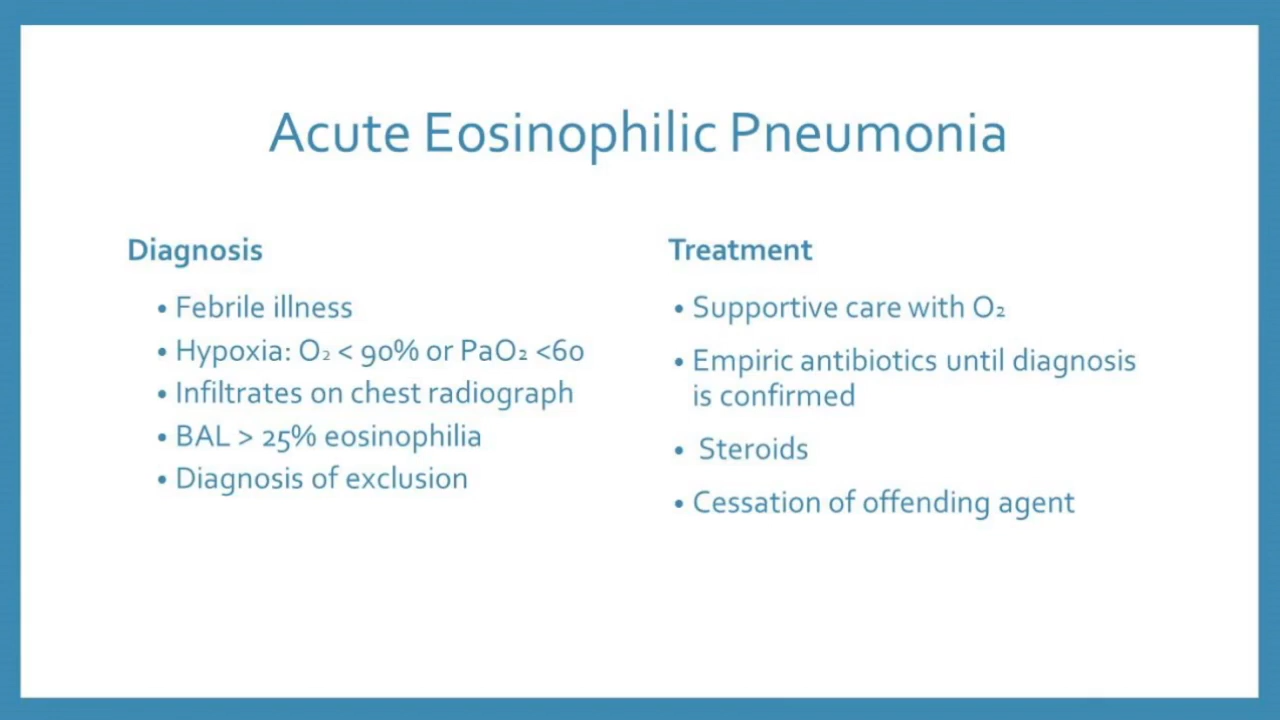 Acute Eosinophilic Pneumonia
Diagnosis
• Febrile illness
• Hypoxia: O₂ < 90% or PaO₂ <60
• Infiltrates on chest radiograph
• BAL > 25% eosinophilia
• Diagnosis of exclusion
Treatment
• Supportive care with O₂
• Empiric antibiotics until diagnosis
is confirmed
• Steroids
• Cessation of offending agent